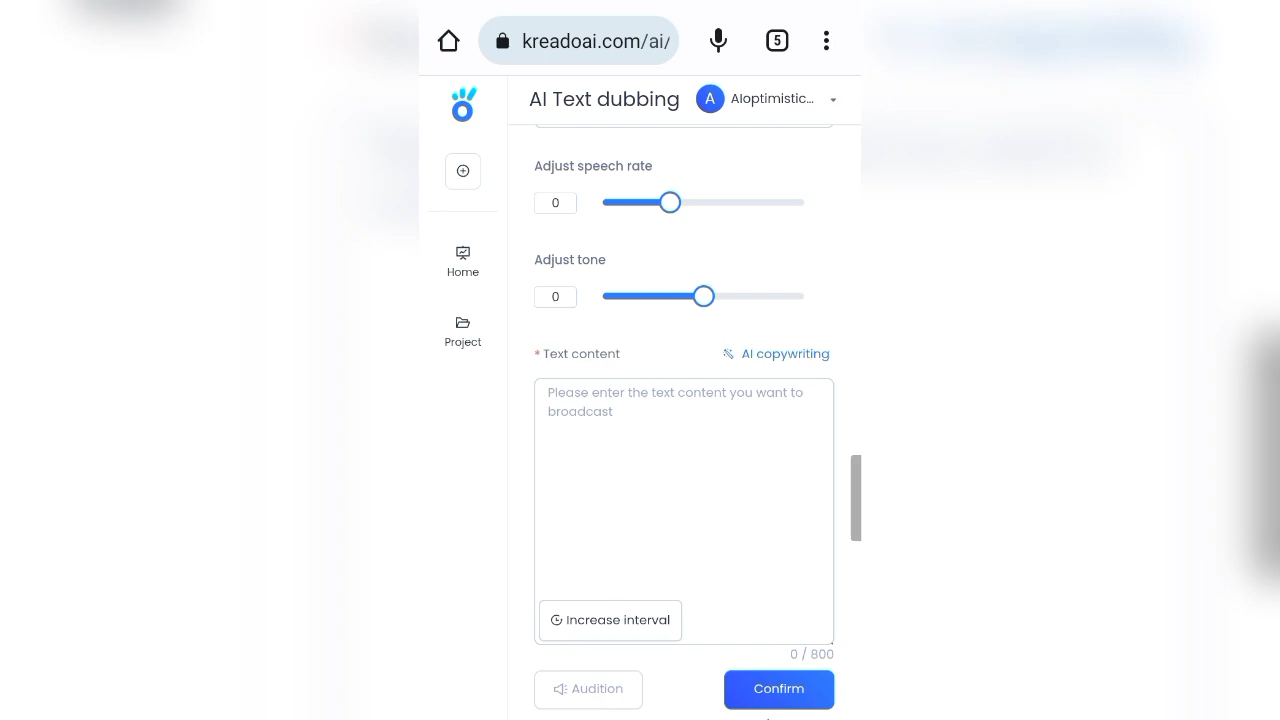 kreadoai.com/ai/
5
AI Text dubbing
A
AIoptimistic...
Adjust speech rate
0
Adjust tone
0
Home
Project
* Text content
AI copywriting
Please enter the text content you want to
broadcast
Increase interval
0 / 800
Audition
Confirm